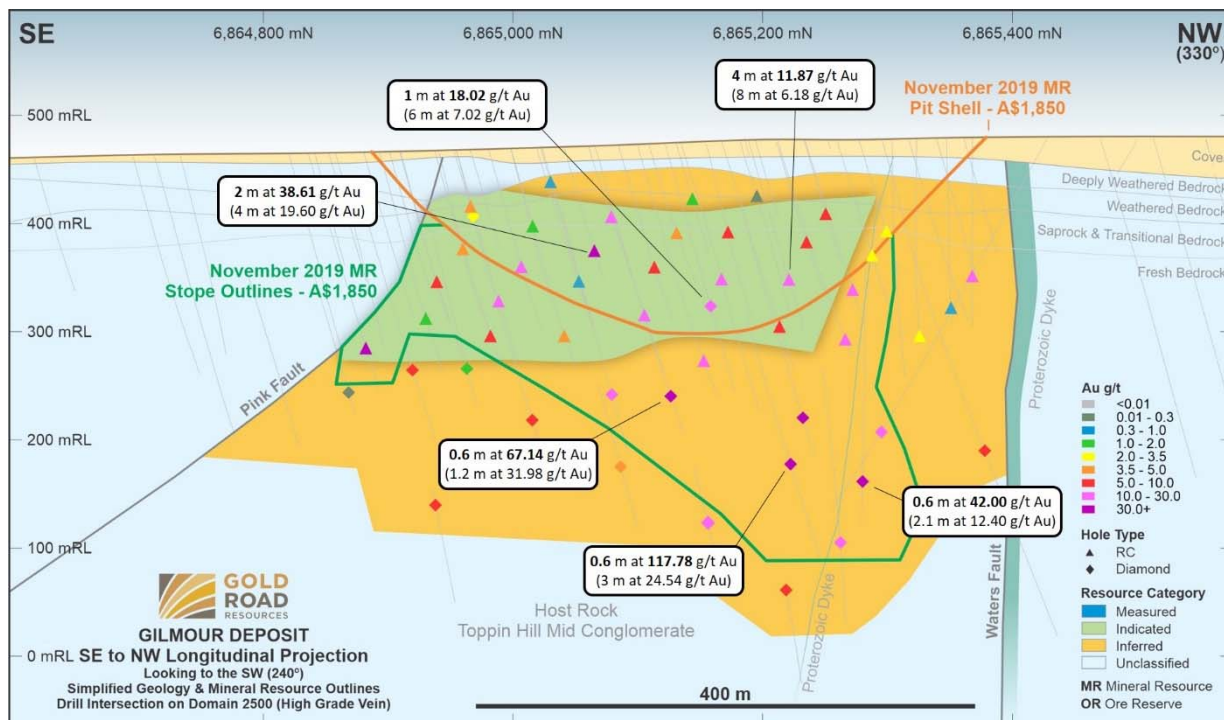 SE
6,864,800 mN
6,865,000 mN
6,865,200 mN
6,865,400 mN
NW
(330º)
500 mRL
400 mRL
300 mRL
200 mRL
100 mRL
0 mRL
1 m at 18.02 g/t Au
(6 m at 7.02 g/t Au)
4 m at 11.87 g/t Au
(8 m at 6.18 g/t Au)
November 2019 MR
Pit Shell - A$1,850
2 m at 38.61 g/t Au
(4 m at 19.60 g/t Au)
November 2019 MR
Stope Outlines - A$1,850
Cover
Deeply Weathered Bedrock
Weathered Bedrock
Saprock & Transitional Bedrock
Fresh Bedrock
Pink Fault
Proterozoic Dyke
0.6 m at 67.14 g/t Au
(1.2 m at 31.98 g/t Au)
0.6 m at 42.00 g/t Au
(2.1 m at 12.40 g/t Au)
0.6 m at 117.78 g/t Au
(3 m at 24.54 g/t Au)
Host Rock
Toppin Hill Mid Conglomerate
Proterozoic Dyke
Waters Fault
Au g/t
<0.01
0.01 - 0.3
0.3 - 1.0
1.0 - 2.0
2.0 - 3.5
3.5 - 5.0
5.0 - 10.0
10.0 - 30.0
30.0+
Hole Type
RC
Diamond
Resource Category
Measured
Indicated
Inferred
Unclassified
MR Mineral Resource
OR Ore Reserve
GOLD
ROAD
RESOURCES
GILMOUR DEPOSIT
SE to NW Longitudinal Projection
Looking to the SW (240º)
Simplified Geology & Mineral Resource Outlines
Drill Intersection on Domain 2500 (High Grade Vein)
400 m